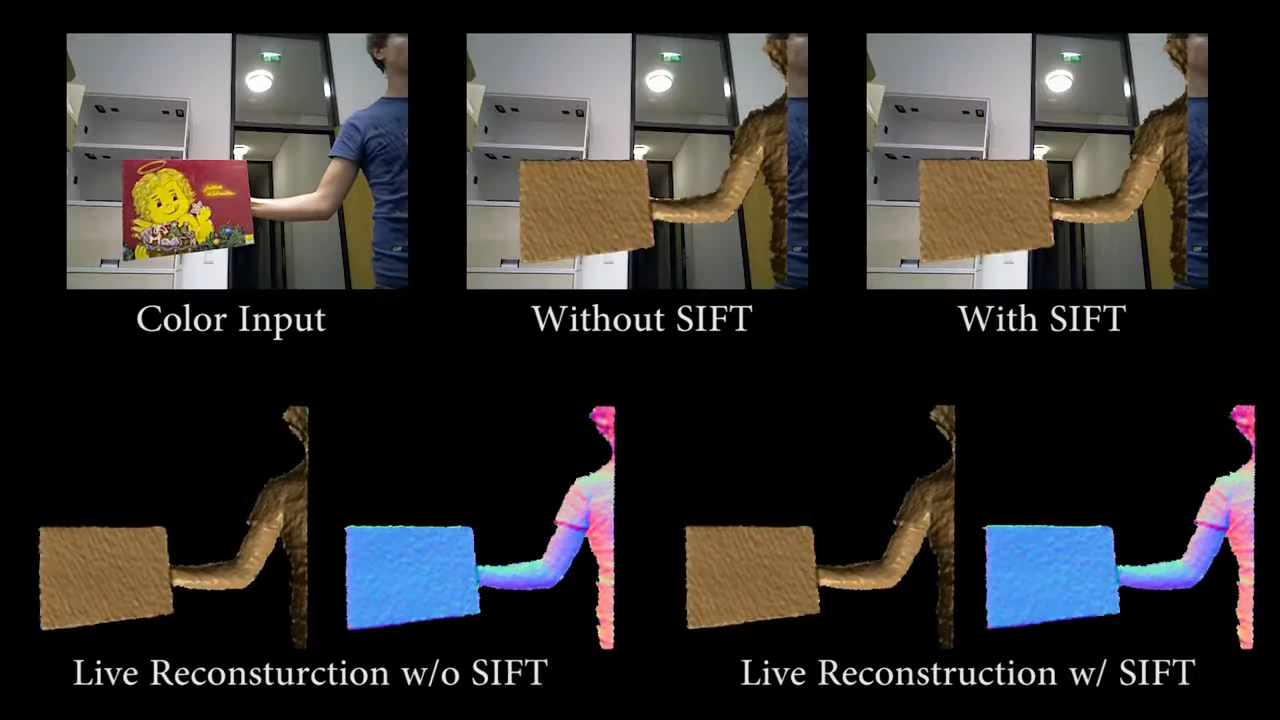 Color Input
Without SIFT
With SIFT
Live Reconsturction w/o SIFT
Live Reconstruction w/ SIFT